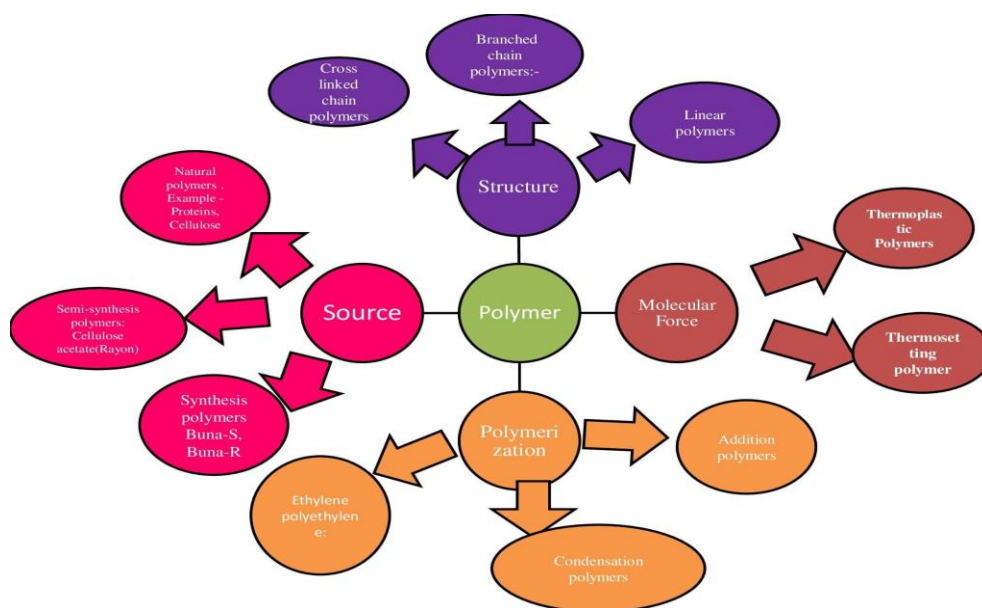 Branched
chain
polymers:-
Cross
linked
chain
polymers
Linear
polymers
Structure
Natural
polymers .
Example -
Proteins,
Cellulose
Thermoplas
tic
Polymers
Semi-synthesis
polymers:
Cellulose
acetate(Rayon)
Source
Polymer
Molecular
Force
Thermoset
ting
polymer
Synthesis
polymers
Buna-S,
Buna-R
Polymeri
zation
Addition
polymers
Ethylene
polyethylen
e:
Condensation
polymers